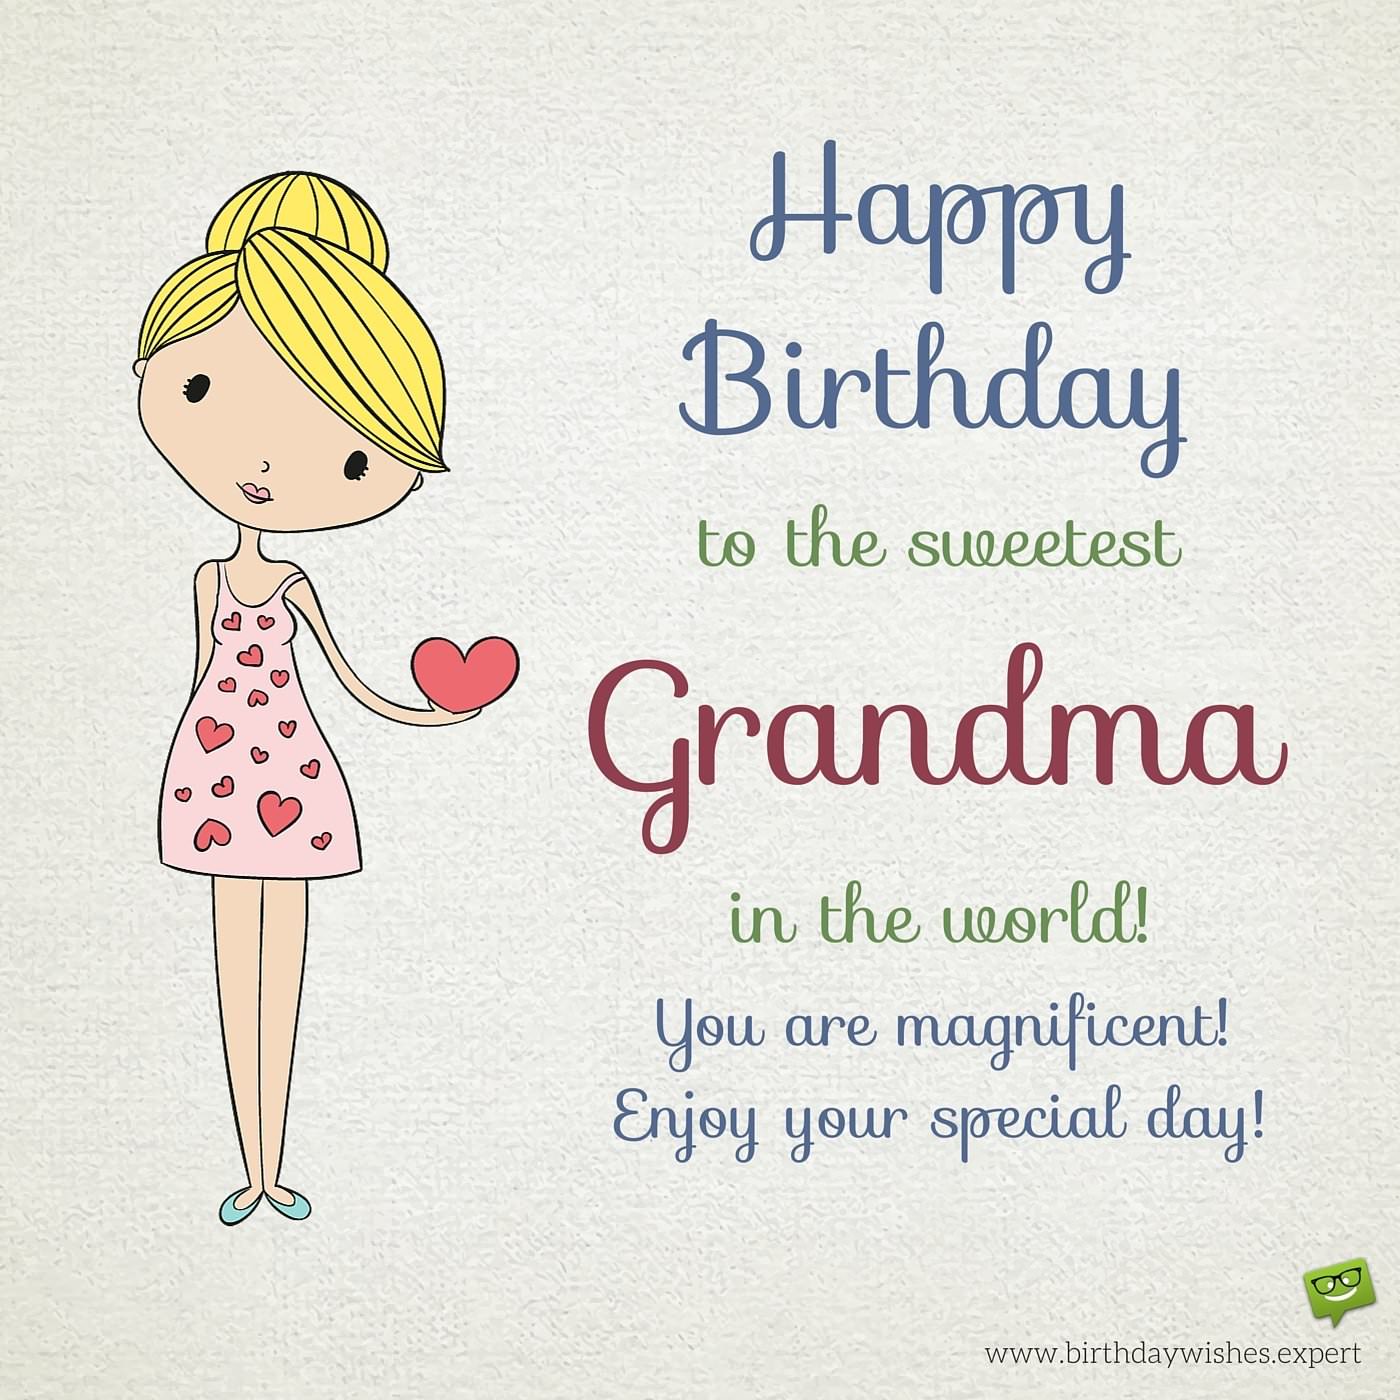 Happy
Birthday
to the sweetest
Grandma
in the world!
You are magnificent!
Enjoy your special day!
www.birthdaywishes.expert